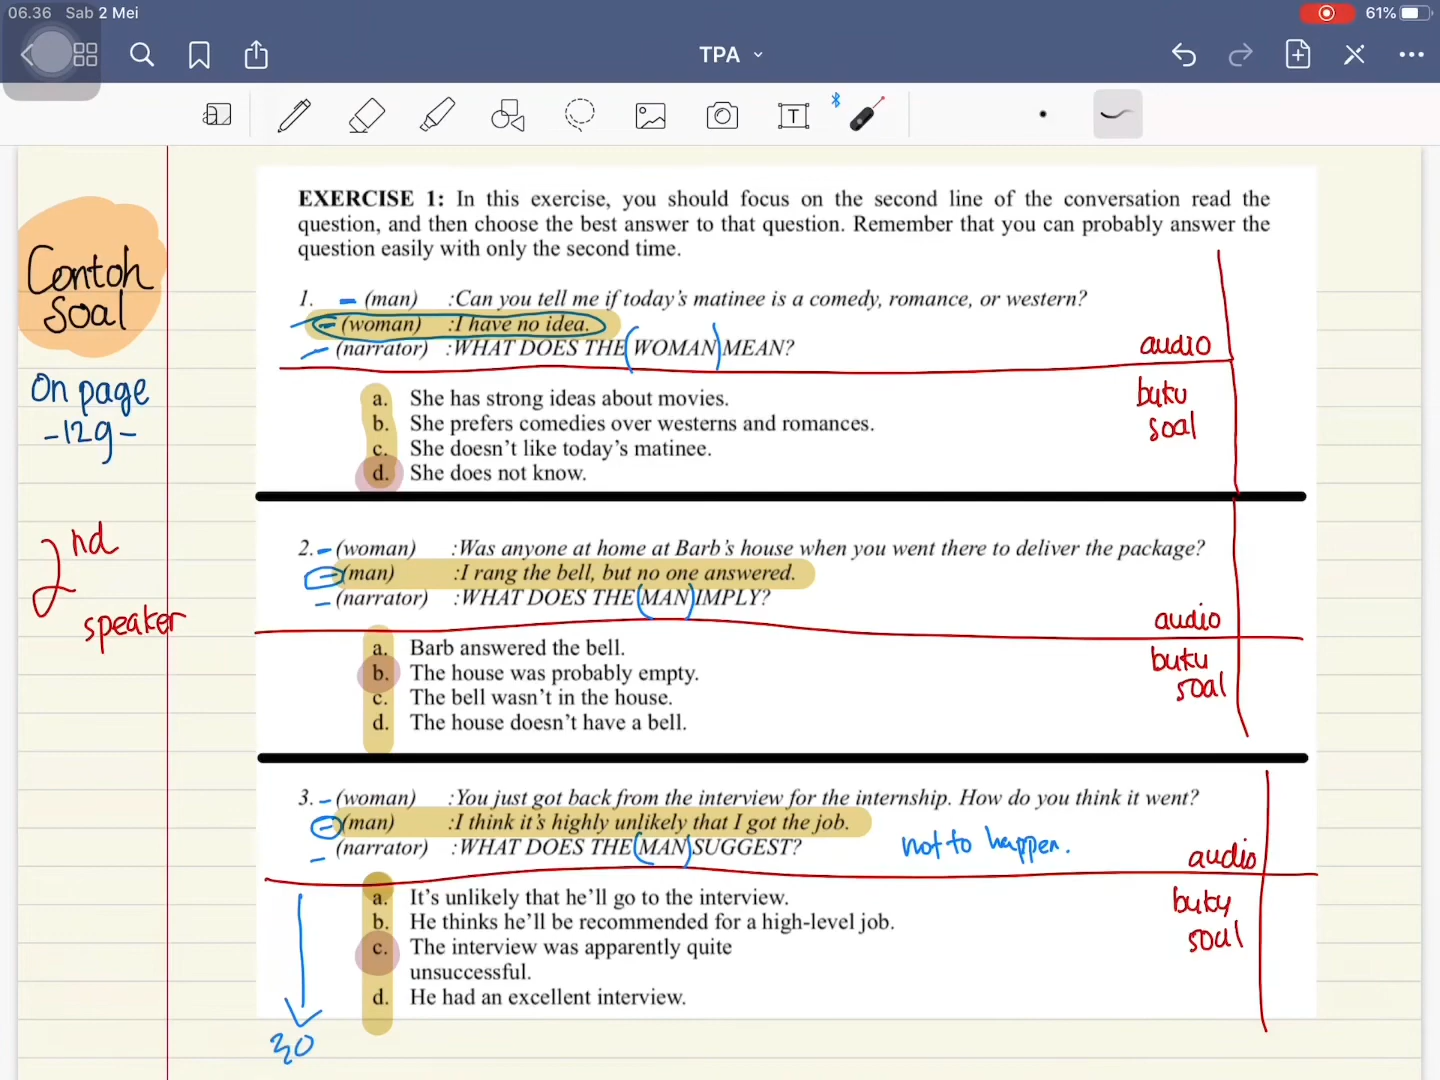 06.36 Sab 2 Mei
61%
TPA
T
Contoh
Soal
On page
-129-
2nd
speaker
EXERCISE 1: In this exercise, you should focus on the second line of the conversation read the
question, and then choose the best answer to that question. Remember that you can probably answer the
question easily with only the second time.
1. (man) :Can you tell me if today's matinee is a comedy, romance, or western?
(woman) :I have no idea.
(narrator) :WHAT DOES THE WOMAN MEAN?
audio
buku
soal
a. She has strong ideas about movies.
b. She prefers comedies over westerns and romances.
c. She doesn't like today's matinee.
d. She does not know.
2. (woman) :Was anyone at home at Barb's house when you went there to deliver the package?
(man) :I rang the bell, but no one answered.
(narrator) :WHAT DOES THE MAN IMPLY?
audio
buku
soal
a. Barb answered the bell.
b. The house was probably empty.
c. The bell wasn't in the house.
d. The house doesn't have a bell.
3. (woman) :You just got back from the interview for the internship. How do you think it went?
(man) :I think it's highly unlikely that I got the job.
(narrator) :WHAT DOES THE MAN SUGGEST?
not to happen.
audio
buku
soal
a. It's unlikely that he'll go to the interview.
b. He thinks he'll be recommended for a high-level job.
c. The interview was apparently quite
unsuccessful.
d. He had an excellent interview.
30